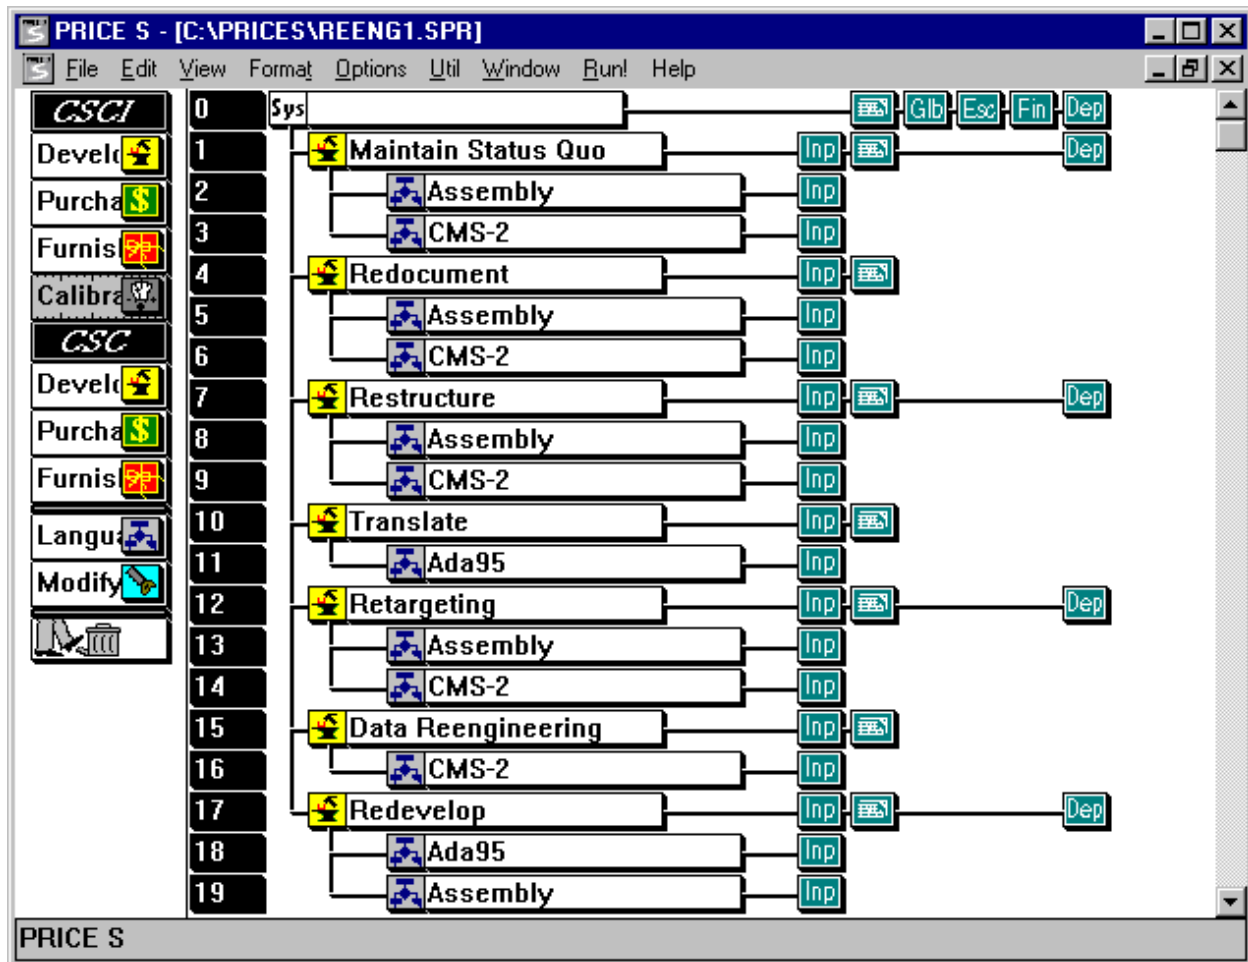 PRICE S - [C:\PRICES\REENG1.SPR]
File Edit View Format Options Util Window Run! Help
CSCI
Develo
Purcha
Furnis
Calibra
CSC
Develo
Purcha
Furnis
Langua
Modify
0 Sys Glb Esc Fin Dep
1 Maintain Status Quo Inp Dep
2 Assembly Inp
3 CMS-2 Inp
4 Redocument Inp
5 Assembly Inp
6 CMS-2 Inp
7 Restructure Inp Dep
8 Assembly Inp
9 CMS-2 Inp
10 Translate Inp
11 Ada95 Inp
12 Retargeting Inp Dep
13 Assembly Inp
14 CMS-2 Inp
15 Data Reengineering Inp
16 CMS-2 Inp
17 Redevelop Inp Dep
18 Ada95 Inp
19 Assembly Inp
PRICE S